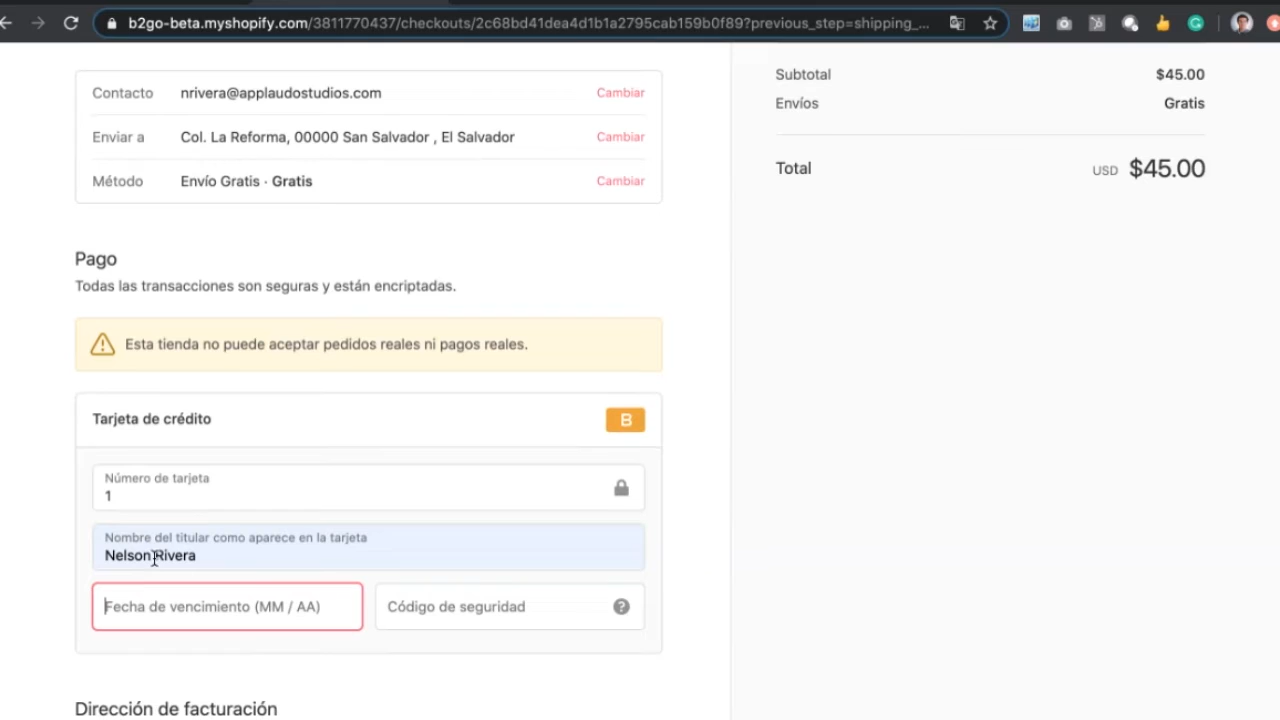 b2go-beta.myshopify.com/3811770437/checkouts/2c68bd41dea4d1b1a2795cab159b0f89?previous_step=shipping_...
Contacto nrivera@applaudostudios.com Cambiar
Enviar a Col. La Reforma, 00000 San Salvador , El Salvador Cambiar
Método Envío Gratis · Gratis Cambiar
Pago
Todas las transacciones son seguras y están encriptadas.
Esta tienda no puede aceptar pedidos reales ni pagos reales.
Tarjeta de crédito B
Número de tarjeta
1
Nombre del titular como aparece en la tarjeta
Nelson Rivera
Fecha de vencimiento (MM / AA) Código de seguridad ?
Dirección de facturación
Subtotal $45.00
Envíos Gratis
Total USD $45.00